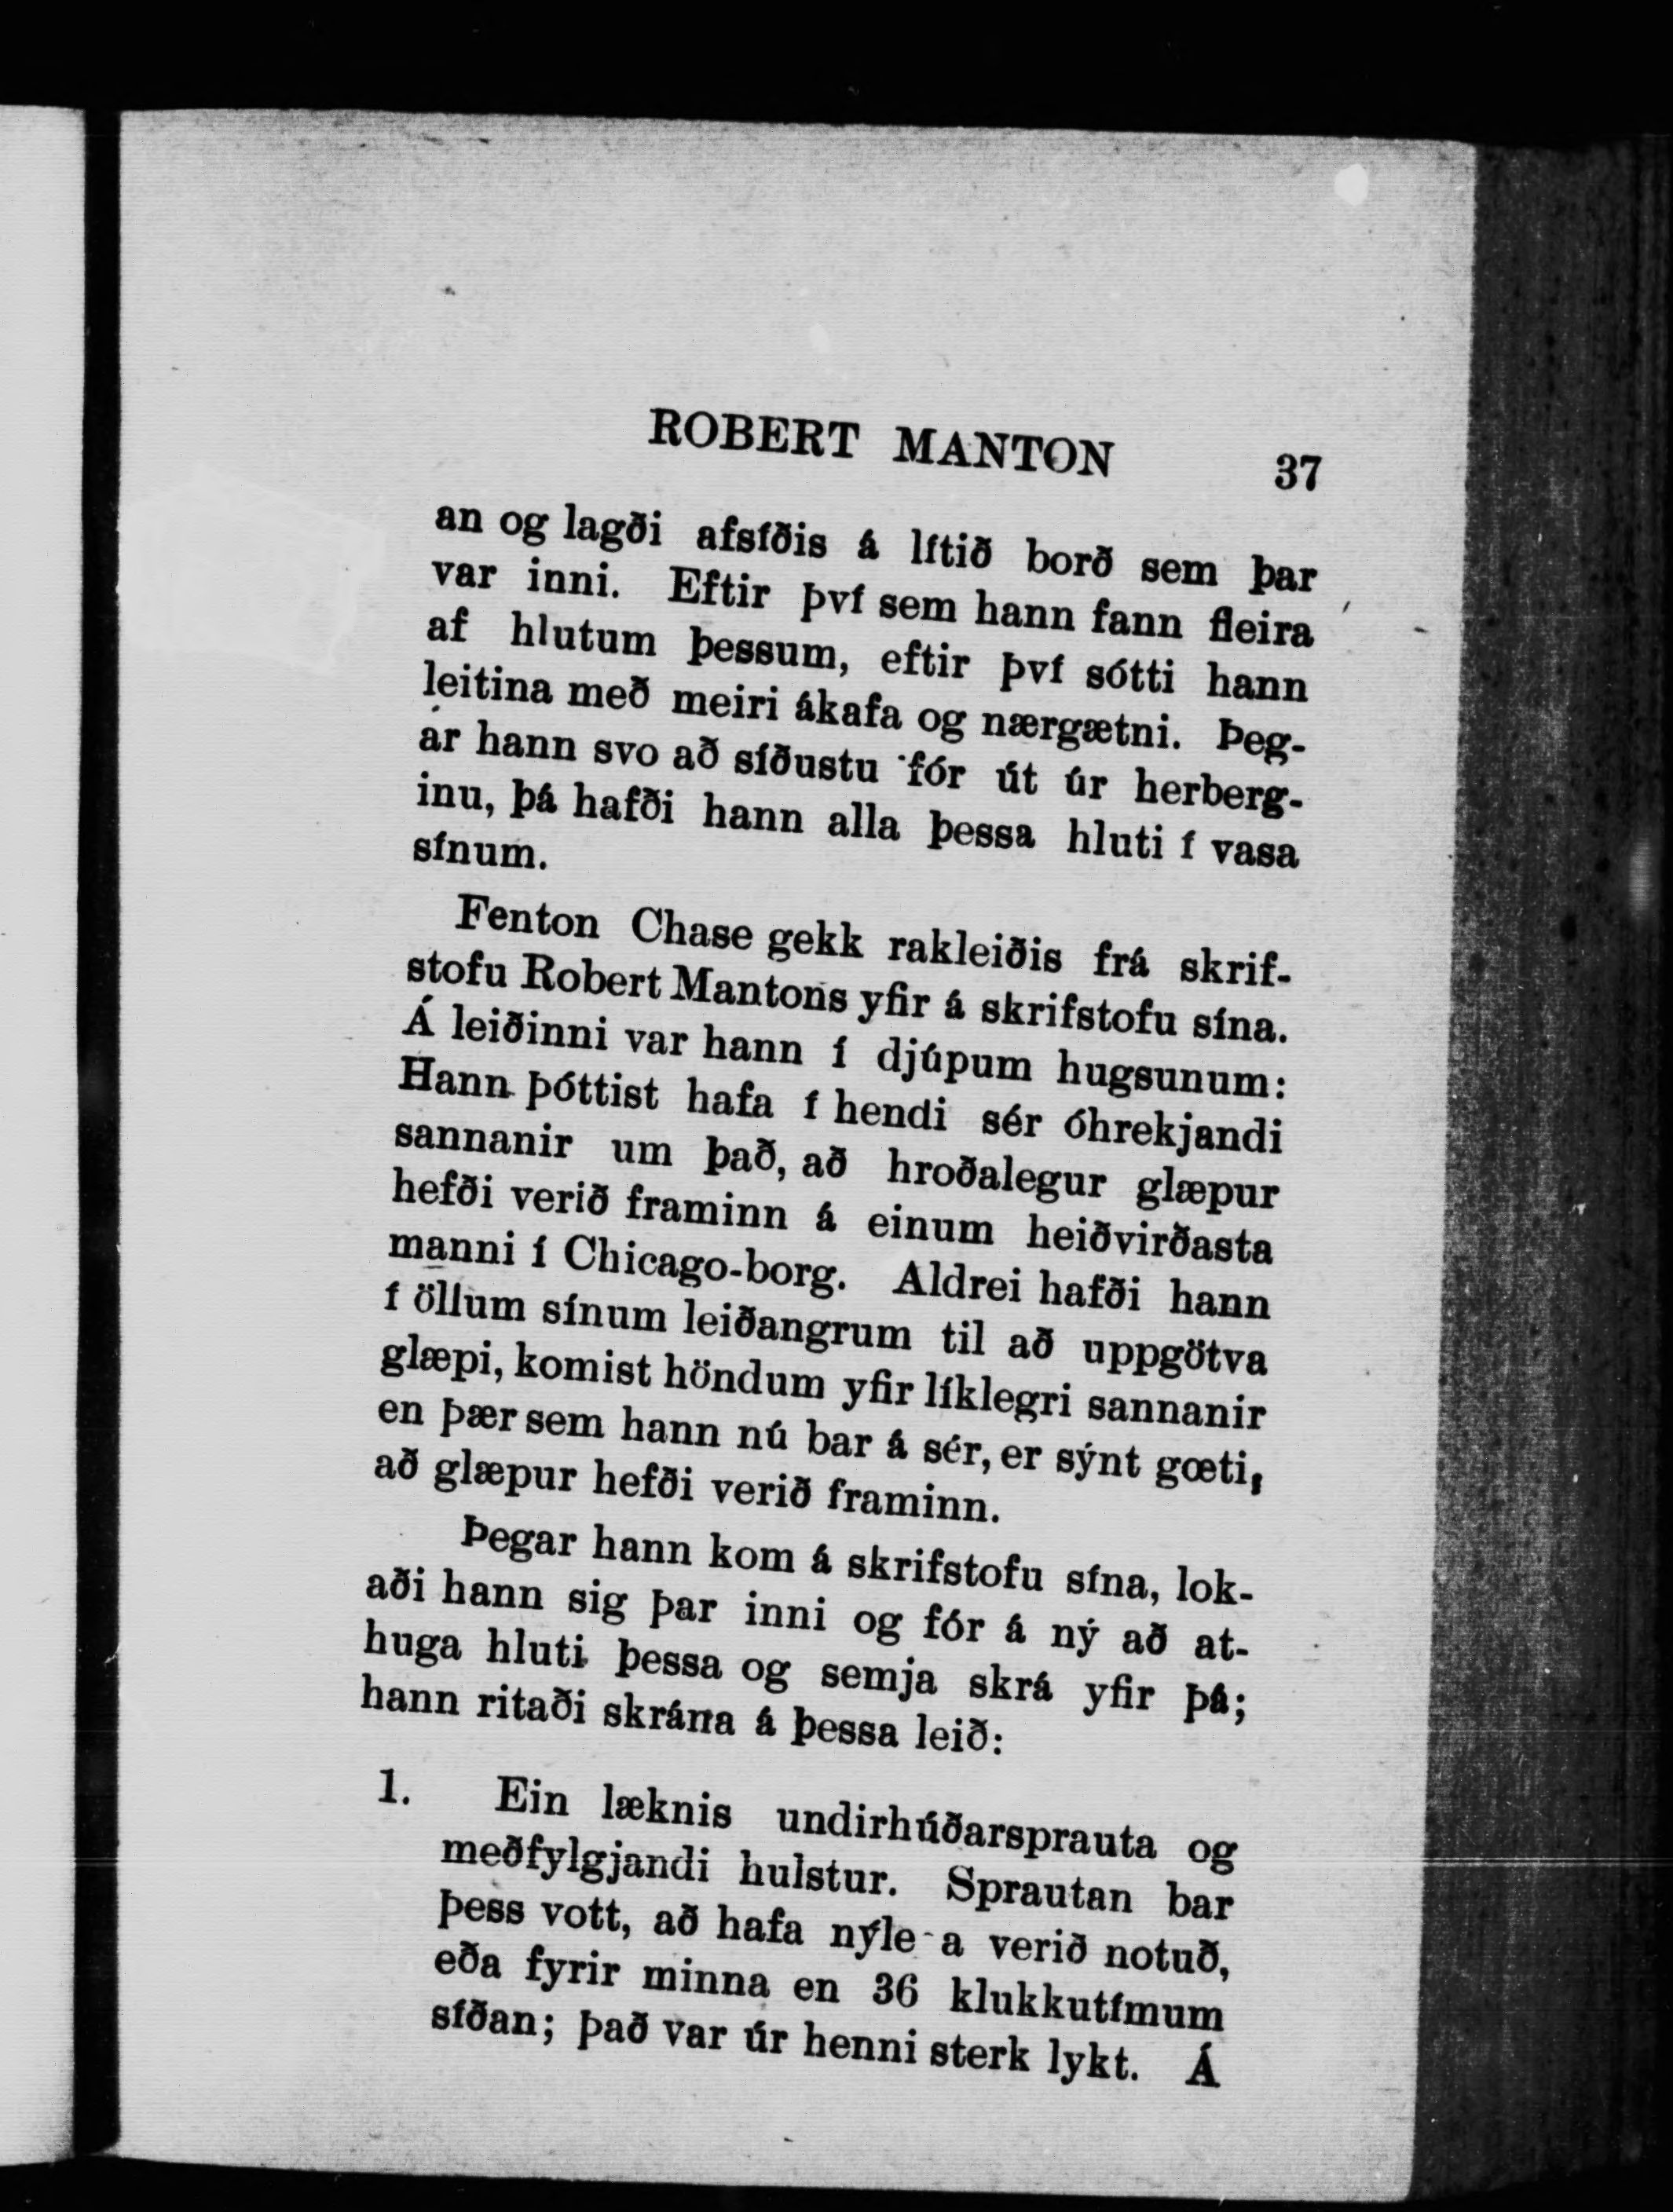 ROBERT MANTON 37
an og lagði afsíðis á lítið borð sem þar
var inni. Eftir því sem hann fann fleira
af hlutum þessum, eftir því sótti hann
leitina með meiri ákafa og nærgætni. Þeg-
ar hann svo að síðustu fór út úr herberg-
inu, þá hafði hann alla þessa hluti í vasa
sínum.
Fenton Chase gekk rakleiðis frá skrif-
stofu Robert Mantons yfir á skrifstofu sína.
Á leiðinni var hann í djúpum hugsunum:
Hann þóttist hafa í hendi sér óhrekjandi
sannanir um það, að hroðalegur glæpur
hefði verið framinn á einum heiðvirðasta
manni í Chicago-borg. Aldrei hafði hann
í öllum sínum leiðangrum til að uppgötva
glæpi, komist höndum yfir líklegri sannanir
en þær sem hann nú bar á sér, er sýnt gœti,
að glæpur hefði verið framinn.
Þegar hann kom á skrifstofu sína, lok-
aði hann sig þar inni og fór á ný að at-
huga hluti þessa og semja skrá yfir þá;
hann ritaði skrána á þessa leið:
1. Ein læknis undirhúðarsprauta og
meðfylgjandi hulstur. Sprautan bar
þess vott, að hafa verið notuð,
eða fyrir minna en 36 klukkutímum
síðan; það var úr henni sterk lykt. Á